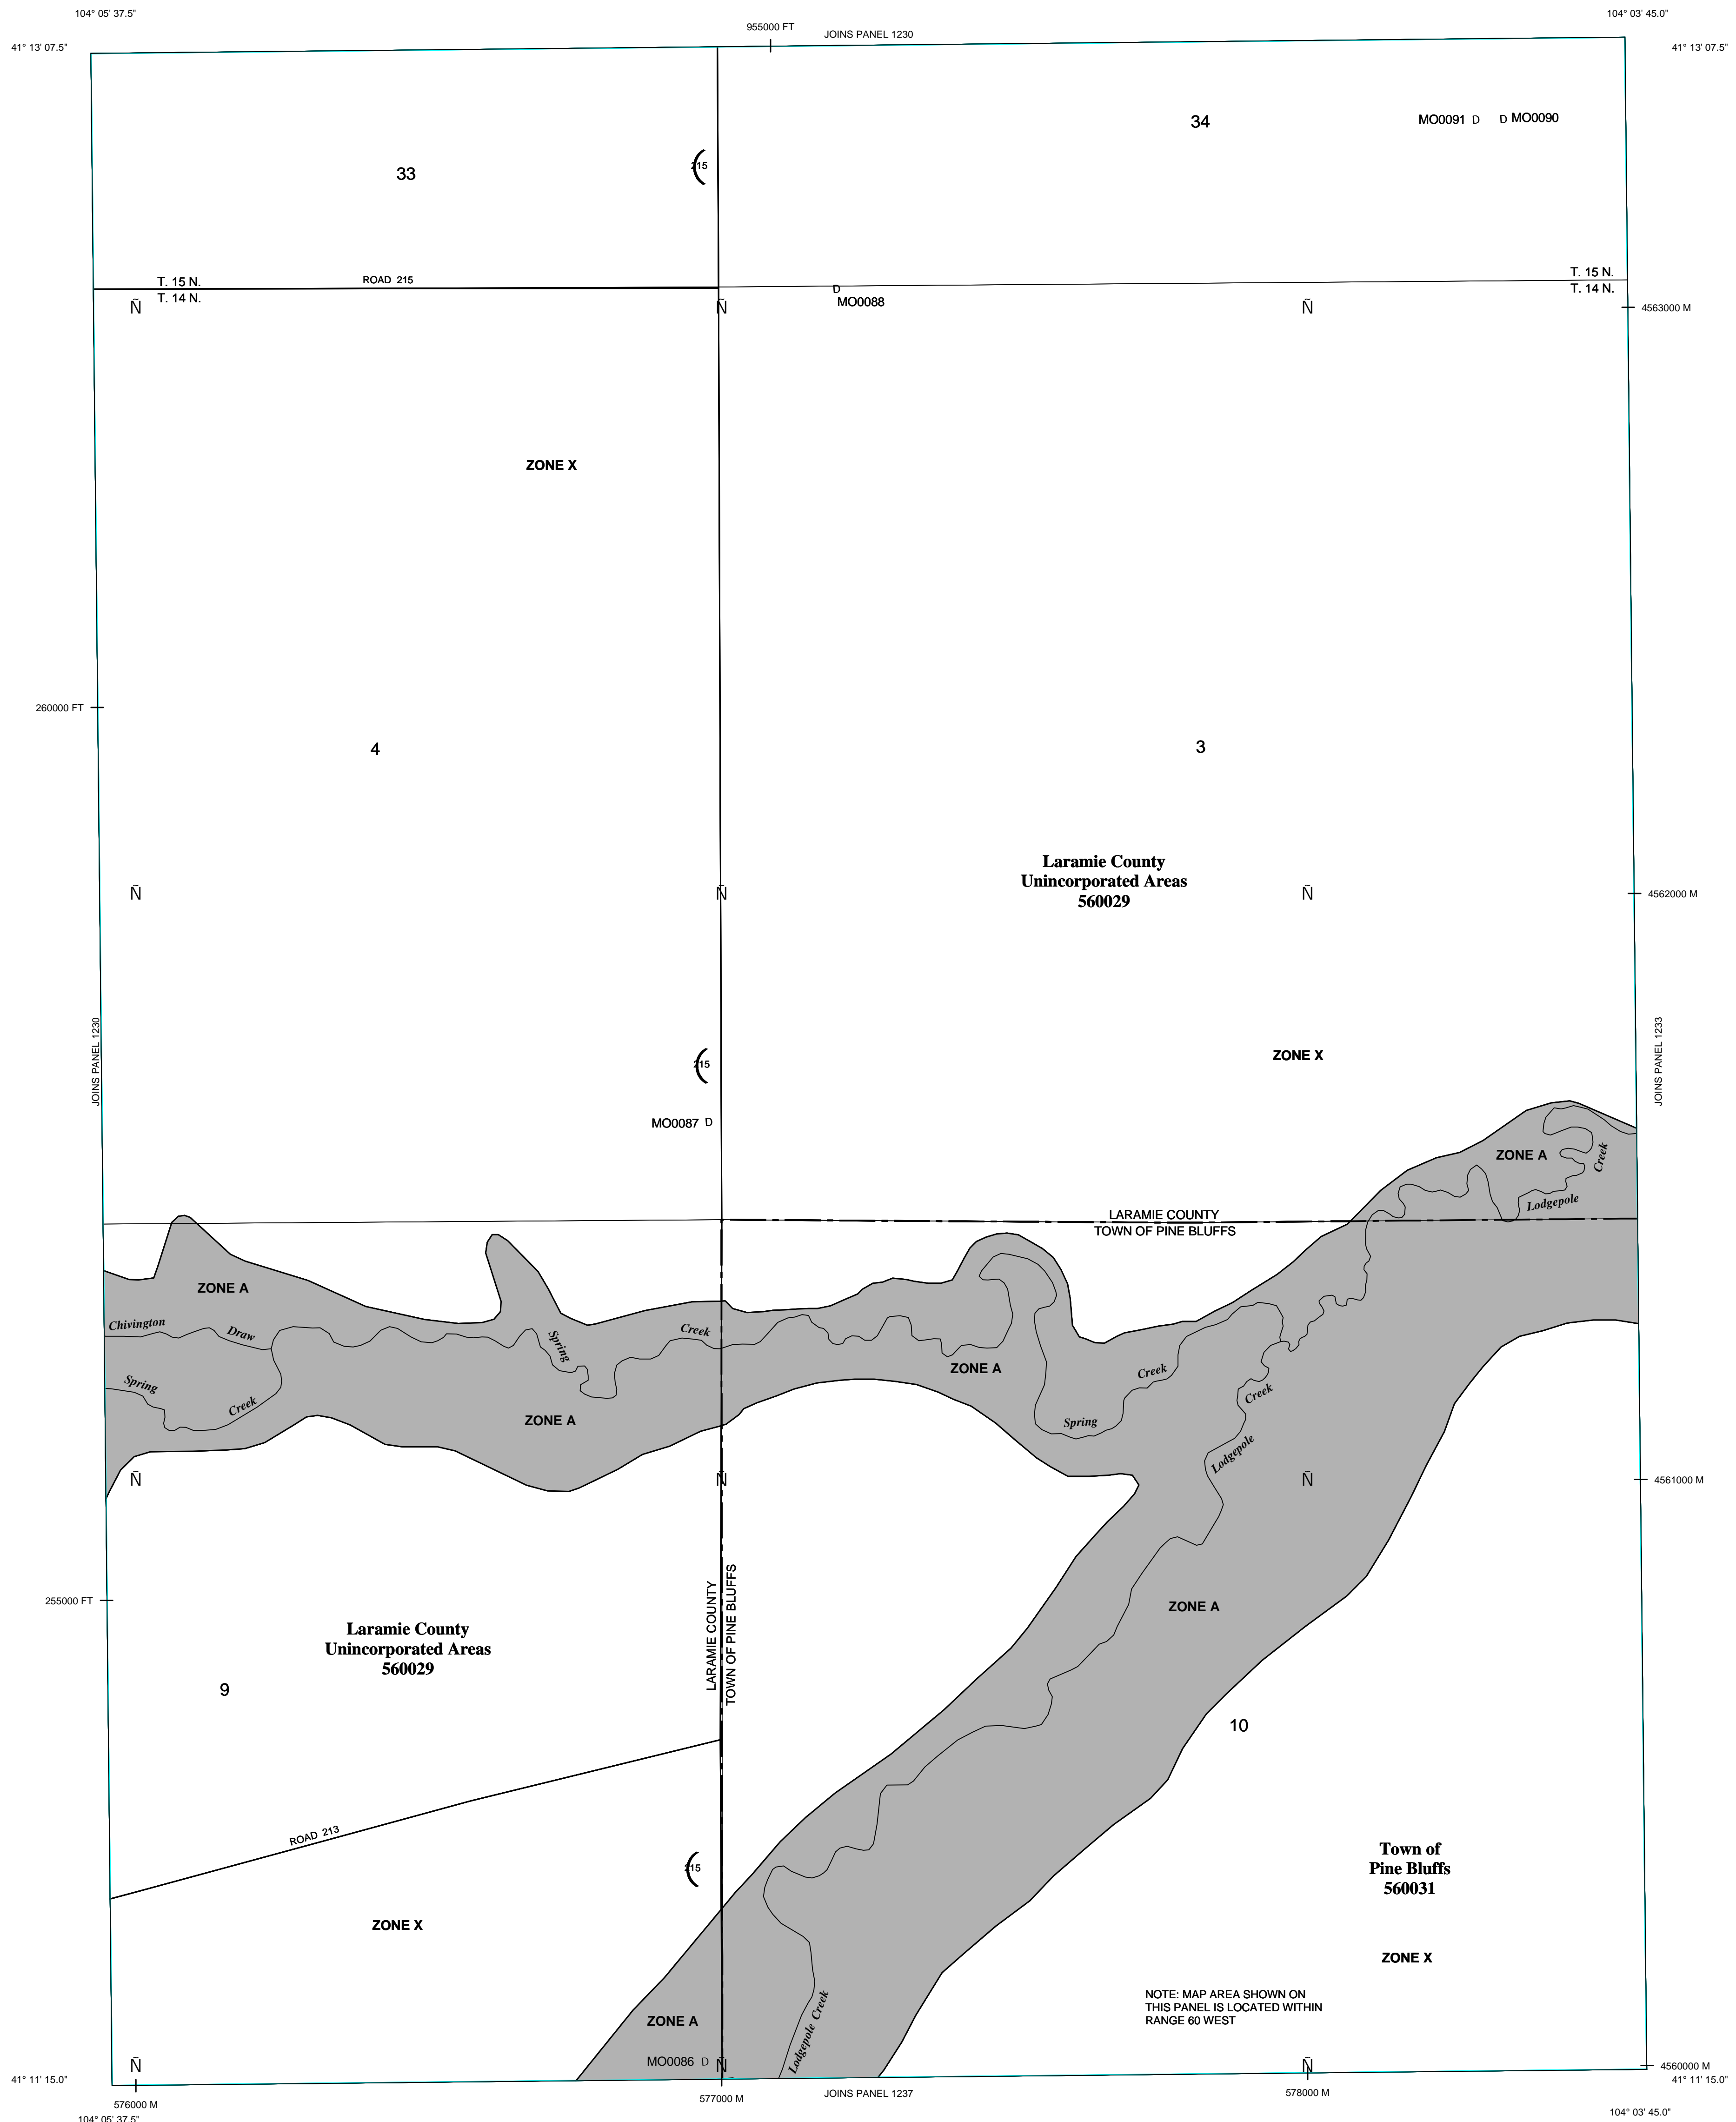 104° 05' 37.5"
104° 03' 45.0"
955000 FT
JOINS PANEL 1230
41° 13' 07.5"
41° 13' 07.5"
34
MO0091 D
D MO0090
33
215
T. 15 N.
ROAD 215
T. 14 N.
T. 15 N.
T. 14 N.
D
MO0088
Ñ
Ñ
Ñ
4563000 M
ZONE X
260000 FT
4
3
Laramie County
Unincorporated Areas
560029
Ñ
Ñ
Ñ
4562000 M
JOINS PANEL 1230
JOINS PANEL 1233
ZONE X
215
MO0087 D
ZONE A
Creek
Lodgepole
LARAMIE COUNTY
TOWN OF PINE BLUFFS
ZONE A
Chivington
Draw
Spring
Creek
Spring
Creek
ZONE A
Creek
Spring
Creek
Lodgepole
ZONE A
Ñ
Ñ
Ñ
4561000 M
LARAMIE COUNTY
TOWN OF PINE BLUFFS
255000 FT
ZONE A
Laramie County
Unincorporated Areas
560029
9
10
ROAD 213
215
Town of
Pine Bluffs
560031
ZONE X
ZONE X
NOTE: MAP AREA SHOWN ON
THIS PANEL IS LOCATED WITHIN
RANGE 60 WEST
ZONE A
Lodgepole Creek
MO0086 D
Ñ
Ñ
Ñ
4560000 M
41° 11' 15.0"
41° 11' 15.0"
576000 M
577000 M
JOINS PANEL 1237
578000 M
104° 05' 37.5"
104° 03' 45.0"